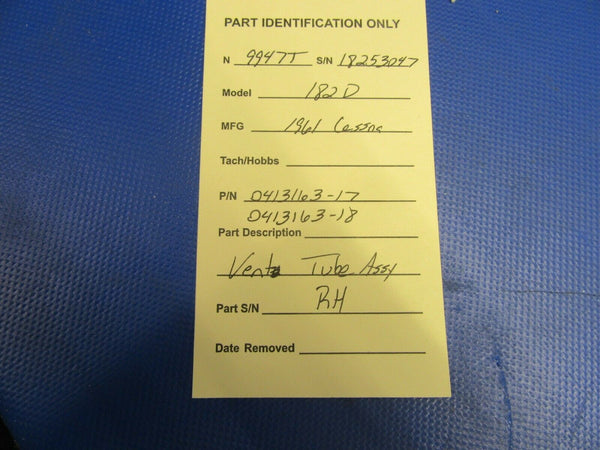 PART IDENTIFICATION ONLY
N 9947T S/N 18253047
Model 182D
MFG 1961 Cessna
Tach/Hobbs
P/N 0413163-17
0413163-18
Part Description
Vent Tube Assy
Part S/N RH
Date Removed